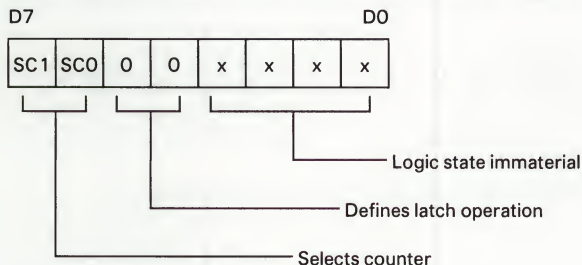 D7 D0
SC1 SC0 0 0 x x x x
Logic state immaterial
Defines latch operation
Selects counter